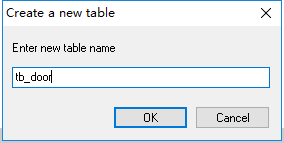 Create a new table
Enter new table name
tb_door
OK
Cancel